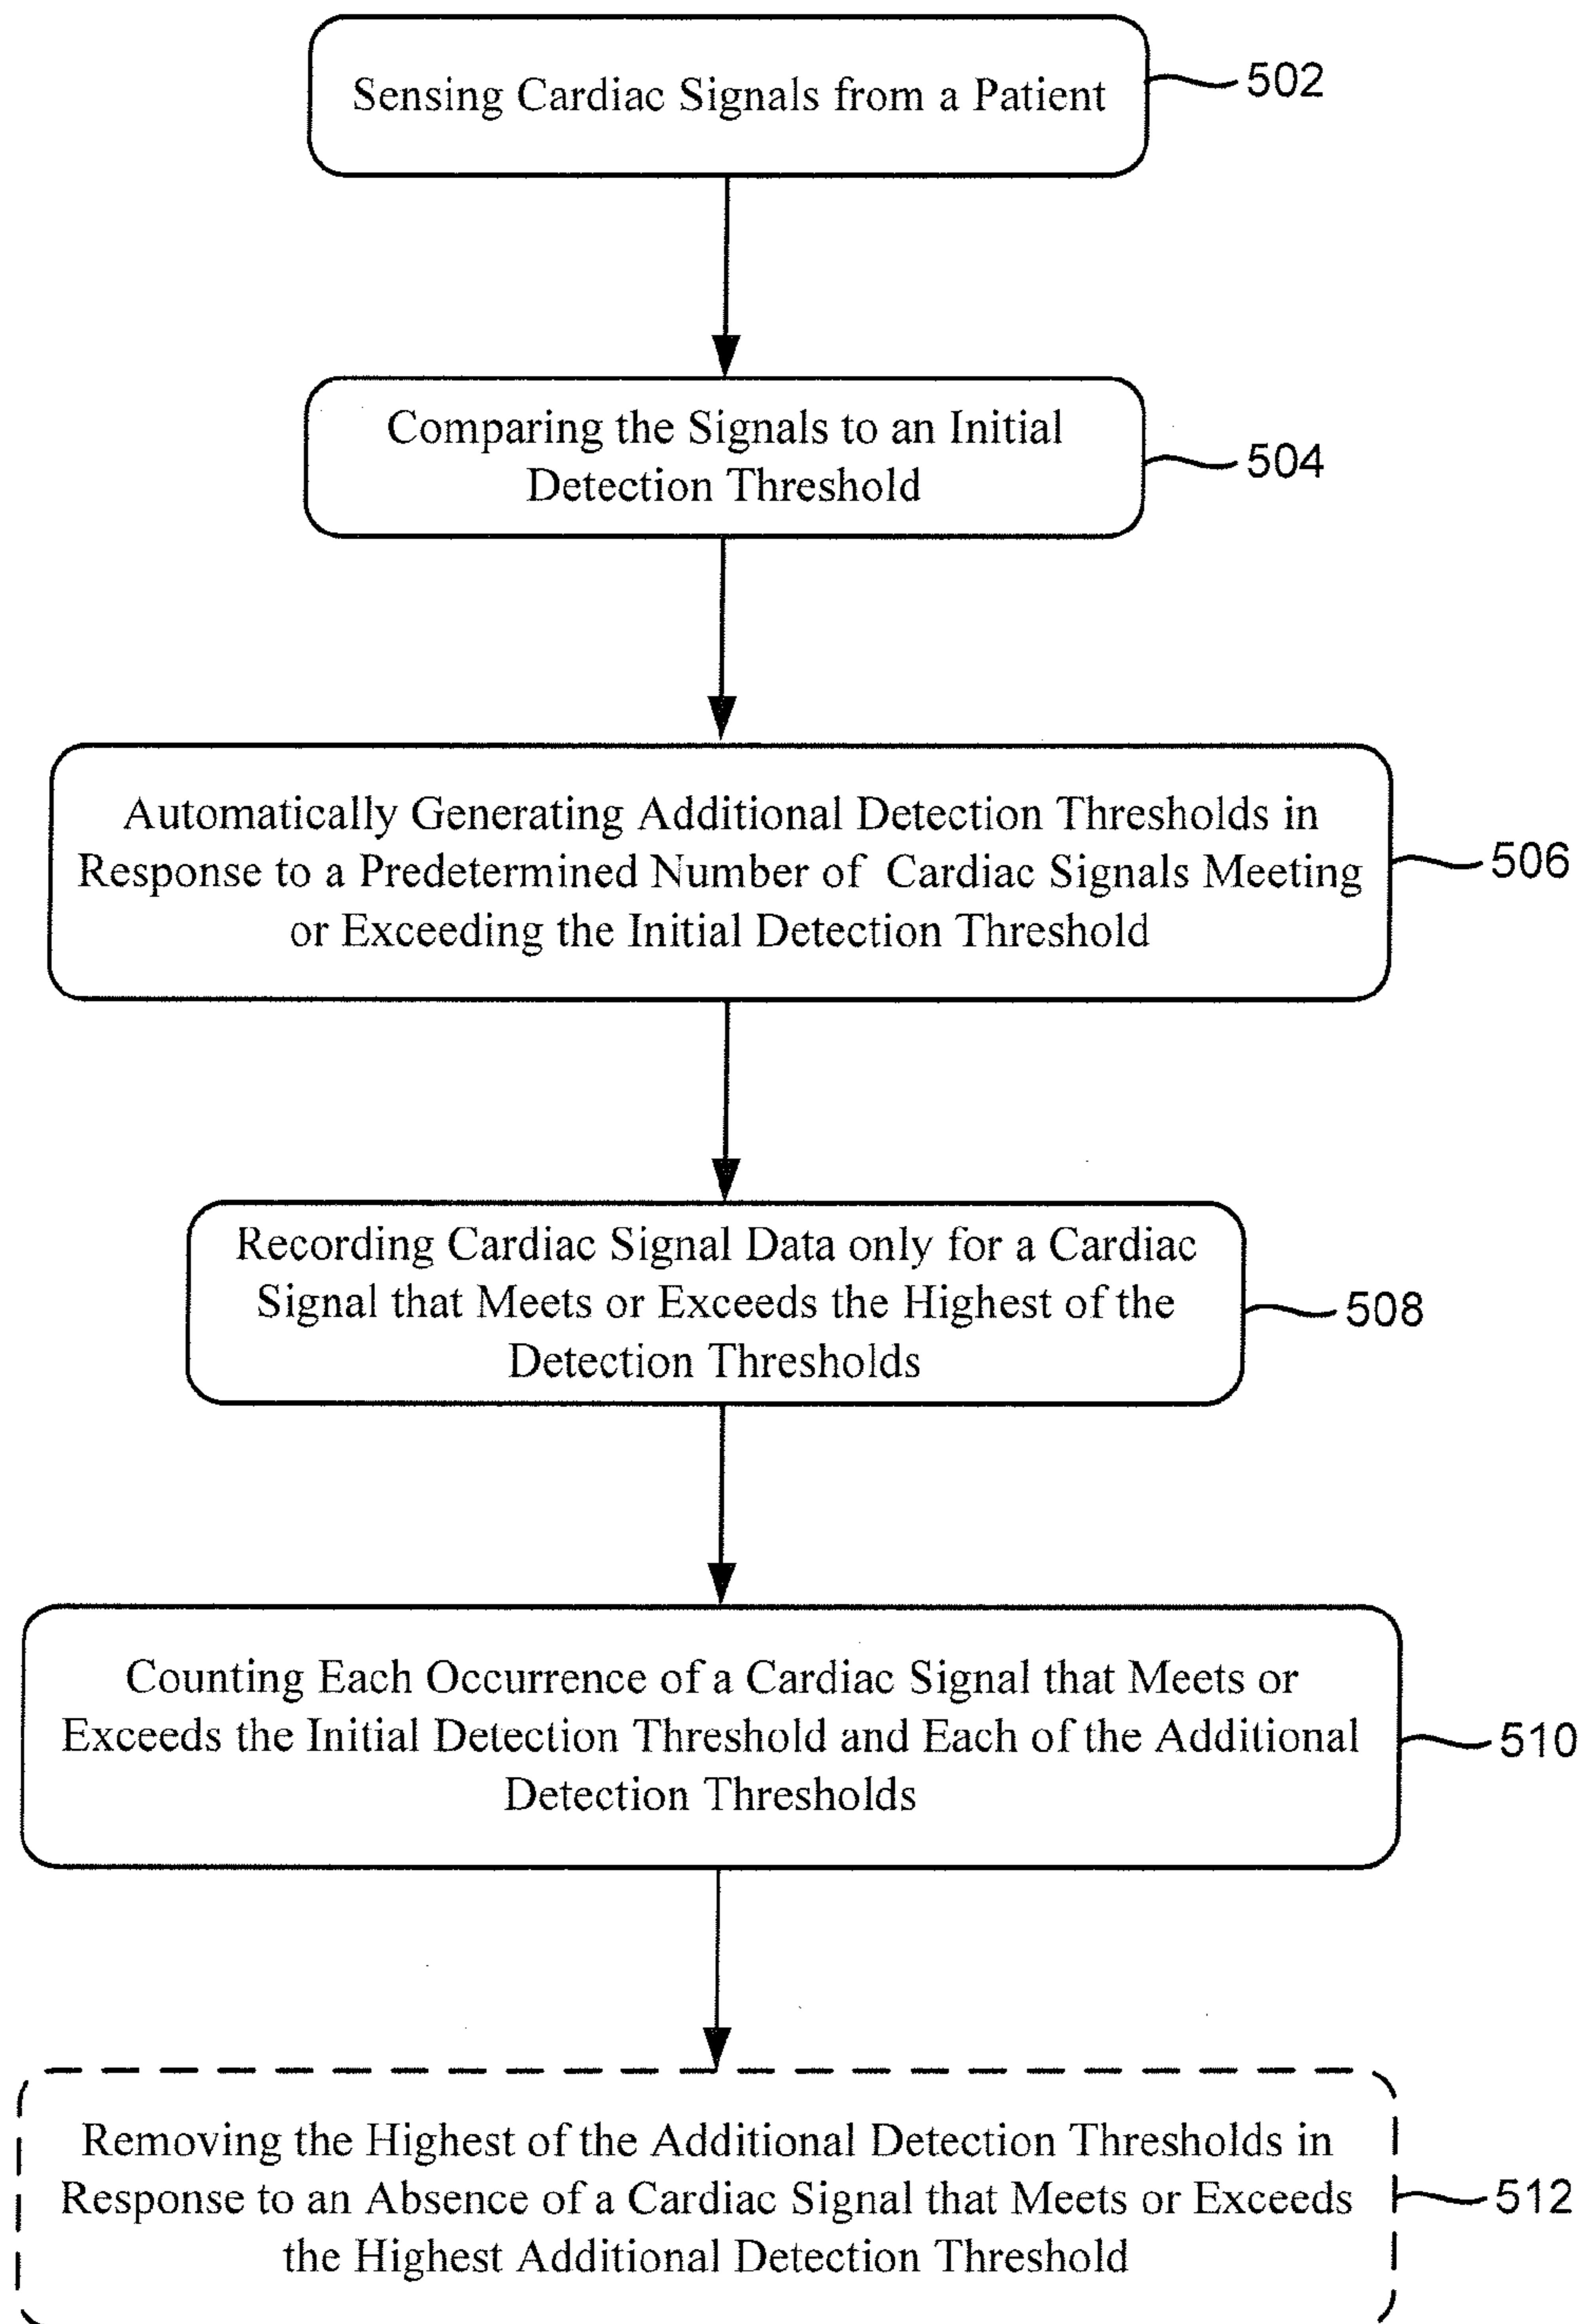 Sensing Cardiac Signals from a Patient
502
Comparing the Signals to an Initial
Detection Threshold
504
Automatically Generating Additional Detection Thresholds in
Response to a Predetermined Number of Cardiac Signals Meeting
or Exceeding the Initial Detection Threshold
506
Recording Cardiac Signal Data only for a Cardiac
Signal that Meets or Exceeds the Highest of the
Detection Thresholds
508
Counting Each Occurrence of a Cardiac Signal that Meets or
Exceeds the Initial Detection Threshold and Each of the Additional
Detection Thresholds
510
Removing the Highest of the Additional Detection Thresholds in
Response to an Absence of a Cardiac Signal that Meets or Exceeds
the Highest Additional Detection Threshold
512